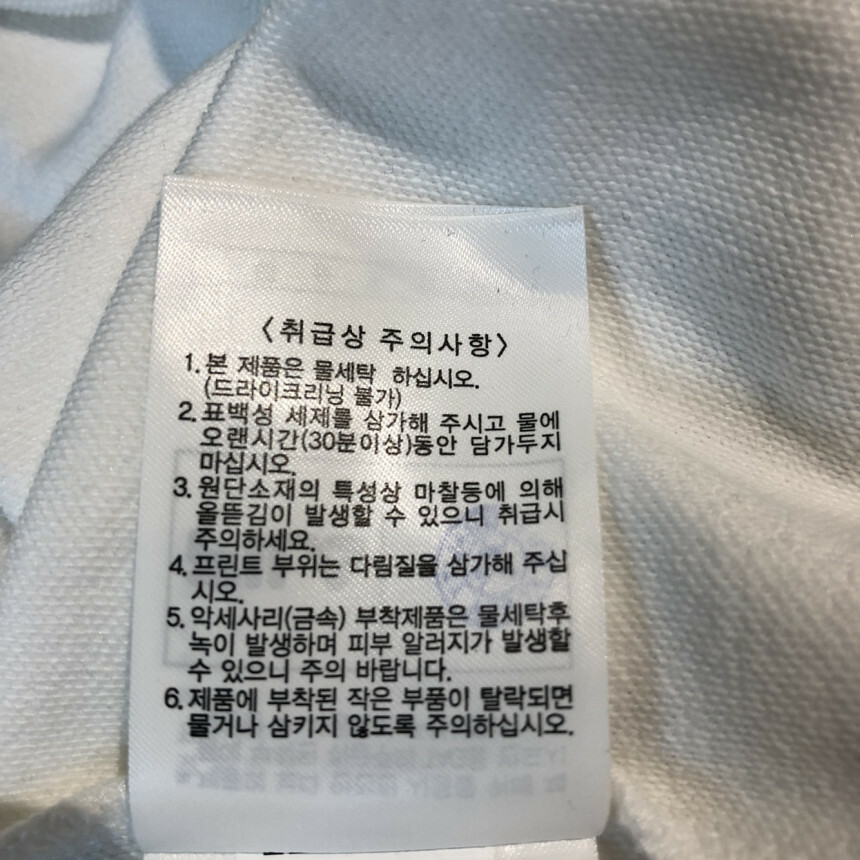 〈취급상 주의사항〉
1. 본 제품은 물세탁 하십시오.
(드라이크리닝 불가)
2. 표백성 세제를 삼가해 주시고 물에
오랜시간(30분이상)동안 담가두지
마십시오.
3. 원단소재의 특성상 마찰등에 의해
올뜯김이 발생할 수 있으니 취급시
주의하세요.
4. 프린트 부위는 다림질을 삼가해 주십
시오.
5. 악세사리(금속) 부착제품은 물세탁후
녹이 발생하며 피부 알러지가 발생할
수 있으니 주의 바랍니다.
6. 제품에 부착된 작은 부품이 탈락되면
물거나 삼키지 않도록 주의하십시오.